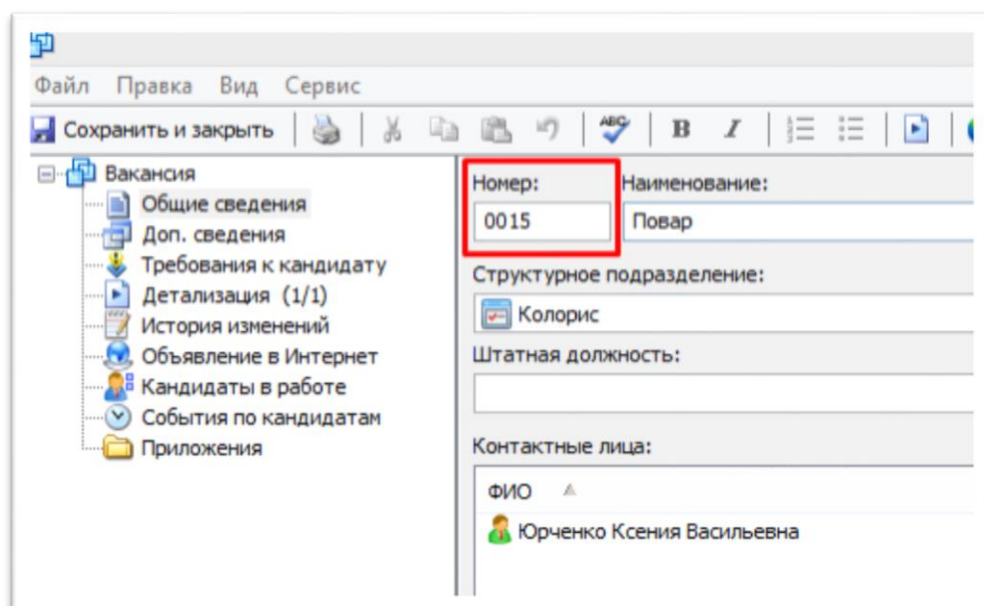 Файл Правка Вид Сервис
Сохранить и закрыть ABC B I
Вакансия
Общие сведения
Доп. сведения
Требования к кандидату
Детализация (1/1)
История изменений
Объявление в Интернет
Кандидаты в работе
События по кандидатам
Приложения
Номер: Наименование:
0015 Повар
Структурное подразделение:
Колорис
Штатная должность:
Контактные лица:
ФИО
Юрченко Ксения Васильевна